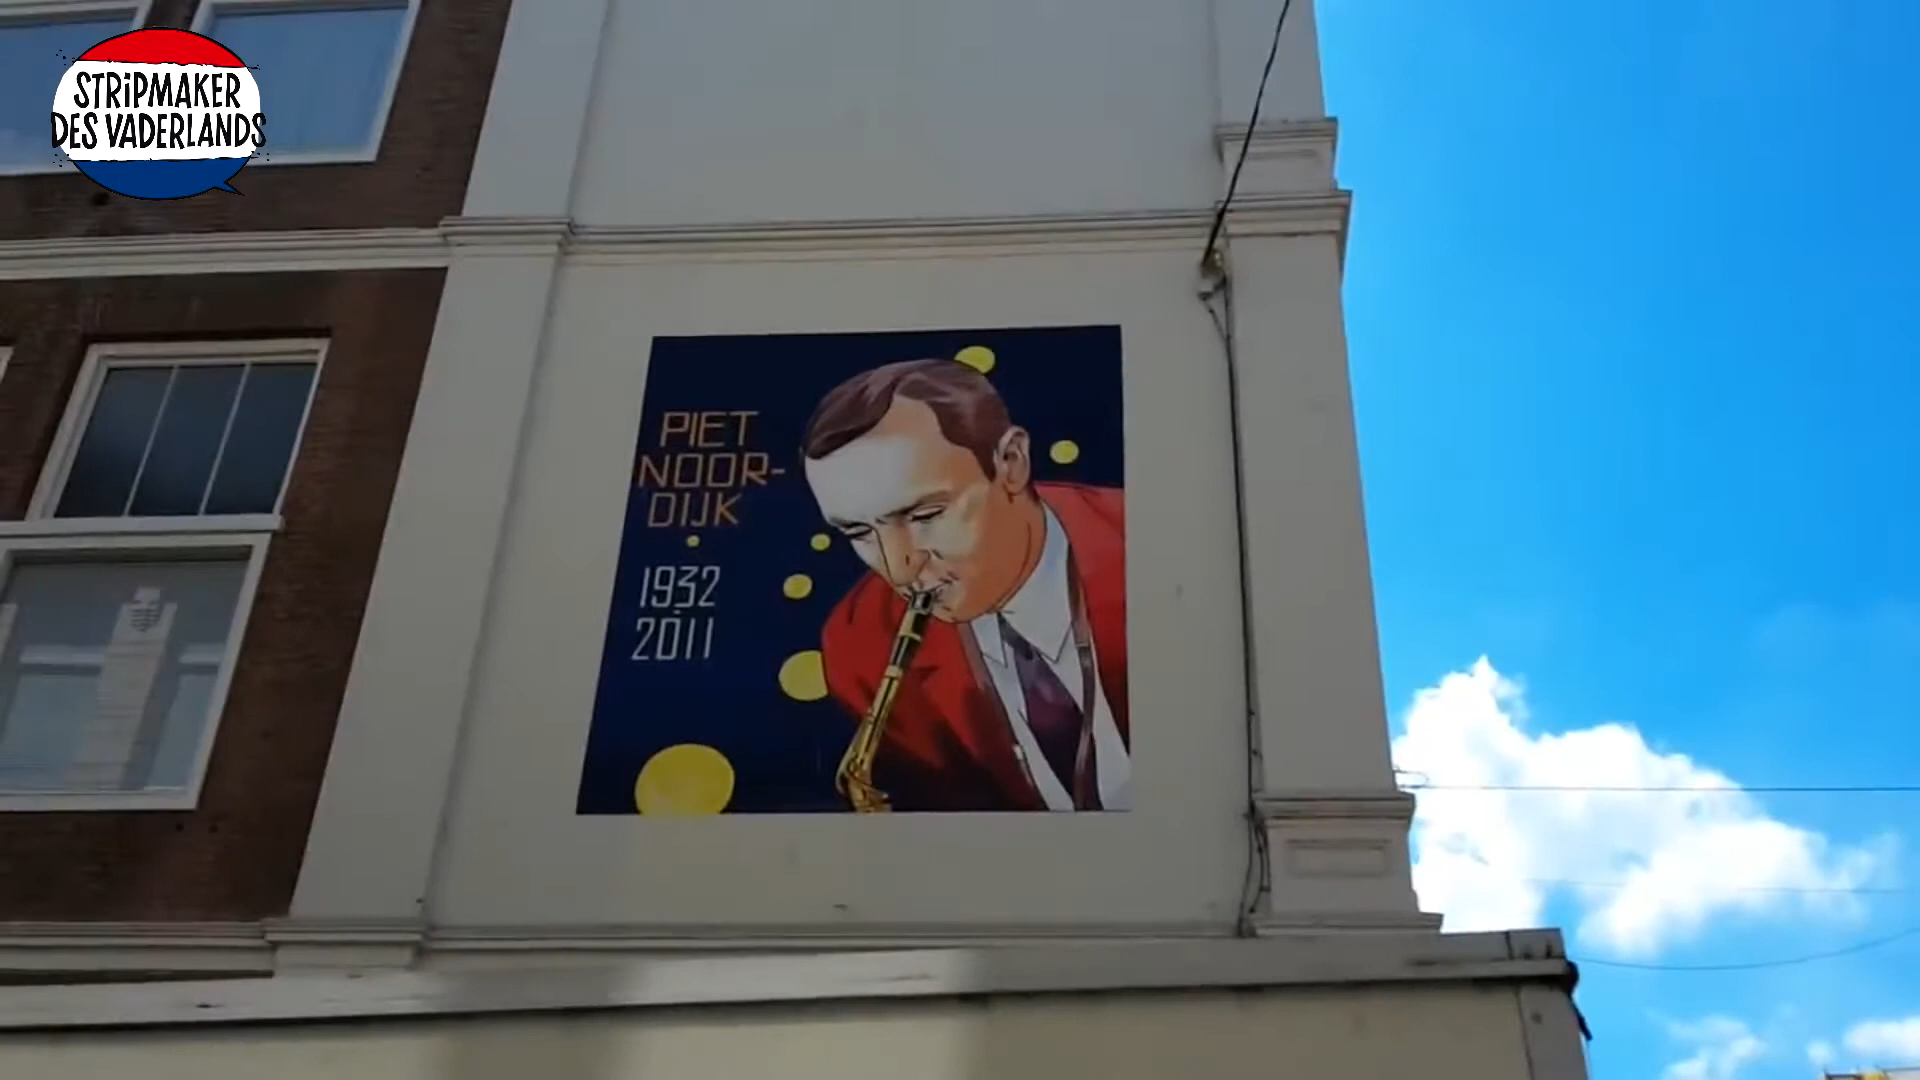 STRiPMAKER
DES VADERLANDS
PIET
NOOR-
DIJK
1932
2011